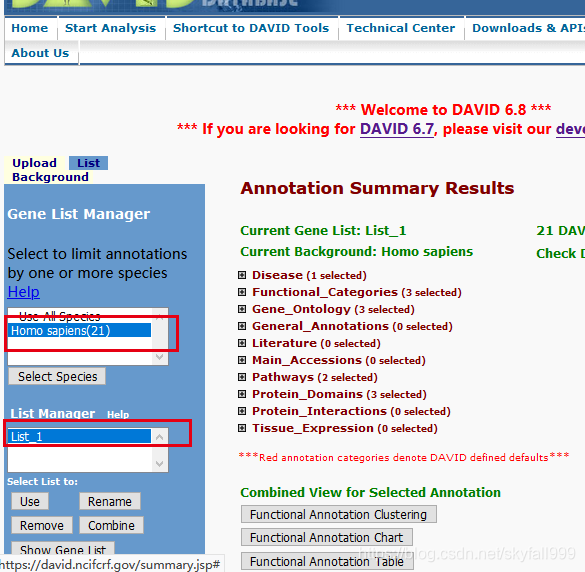 DAVID DATABASE
Home Start Analysis Shortcut to DAVID Tools Technical Center Downloads & APIs
About Us
*** Welcome to DAVID 6.8 ***
*** If you are looking for DAVID 6.7, please visit our deve
Upload List
Background
Gene List Manager
Select to limit annotations
by one or more species
Help
- Use All Species -
Homo sapiens(21)
Select Species
List Manager Help
List_1
Select List to:
Use Rename
Remove Combine
Show Gene List
https://david.ncifcrf.gov/summary.jsp#
Annotation Summary Results
Current Gene List: List_1 21 DAV
Current Background: Homo sapiens Check D
Disease (1 selected)
Functional_Categories (3 selected)
Gene_Ontology (3 selected)
General_Annotations (0 selected)
Literature (0 selected)
Main_Accessions (0 selected)
Pathways (2 selected)
Protein_Domains (3 selected)
Protein_Interactions (0 selected)
Tissue_Expression (0 selected)
***Red annotation categories denote DAVID defined defaults***
Combined View for Selected Annotation
Functional Annotation Clustering
Functional Annotation Chart
Functional Annotation Table
https://blog.csdn.net/skyfall999